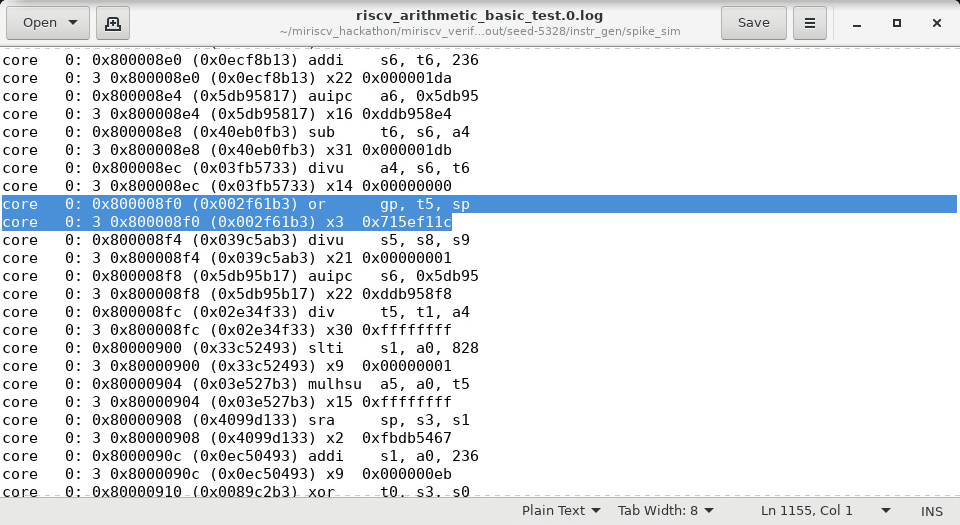 riscv_arithmetic_basic_test.0.log
~/miriscv_hackathon/miriscv_verif...out/seed-5328/instr_gen/spike_sim
Open
Save
core   0: 0x800008e0 (0x0ecf8b13) addi    s6, t6, 236
core   0: 3 0x800008e0 (0x0ecf8b13) x22 0x000001da
core   0: 0x800008e4 (0x5db95817) auipc   a6, 0x5db95
core   0: 3 0x800008e4 (0x5db95817) x16 0xddb958e4
core   0: 0x800008e8 (0x40eb0fb3) sub     t6, s6, a4
core   0: 3 0x800008e8 (0x40eb0fb3) x31 0x000001db
core   0: 0x800008ec (0x03fb5733) divu    a4, s6, t6
core   0: 3 0x800008ec (0x03fb5733) x14 0x00000000
core   0: 0x800008f0 (0x002f61b3) or      gp, t5, sp
core   0: 3 0x800008f0 (0x002f61b3) x3  0x715ef11c
core   0: 0x800008f4 (0x039c5ab3) divu    s5, s8, s9
core   0: 3 0x800008f4 (0x039c5ab3) x21 0x00000001
core   0: 0x800008f8 (0x5db95b17) auipc   s6, 0x5db95
core   0: 3 0x800008f8 (0x5db95b17) x22 0xddb958f8
core   0: 0x800008fc (0x02e34f33) div     t5, t1, a4
core   0: 3 0x800008fc (0x02e34f33) x30 0xffffffff
core   0: 0x80000900 (0x33c52493) slti    s1, a0, 828
core   0: 3 0x80000900 (0x33c52493) x9  0x00000001
core   0: 0x80000904 (0x03e527b3) mulhsu  a5, a0, t5
core   0: 3 0x80000904 (0x03e527b3) x15 0xffffffff
core   0: 0x80000908 (0x4099d133) sra     sp, s3, s1
core   0: 3 0x80000908 (0x4099d133) x2  0xfbdb5467
core   0: 0x8000090c (0x0ec50493) addi    s1, a0, 236
core   0: 3 0x8000090c (0x0ec50493) x9  0x000000eb
core   0: 0x80000910 (0x0089c2b3) xor     t0, s3, s0
Plain Text
Tab Width: 8
Ln 1155, Col 1
INS